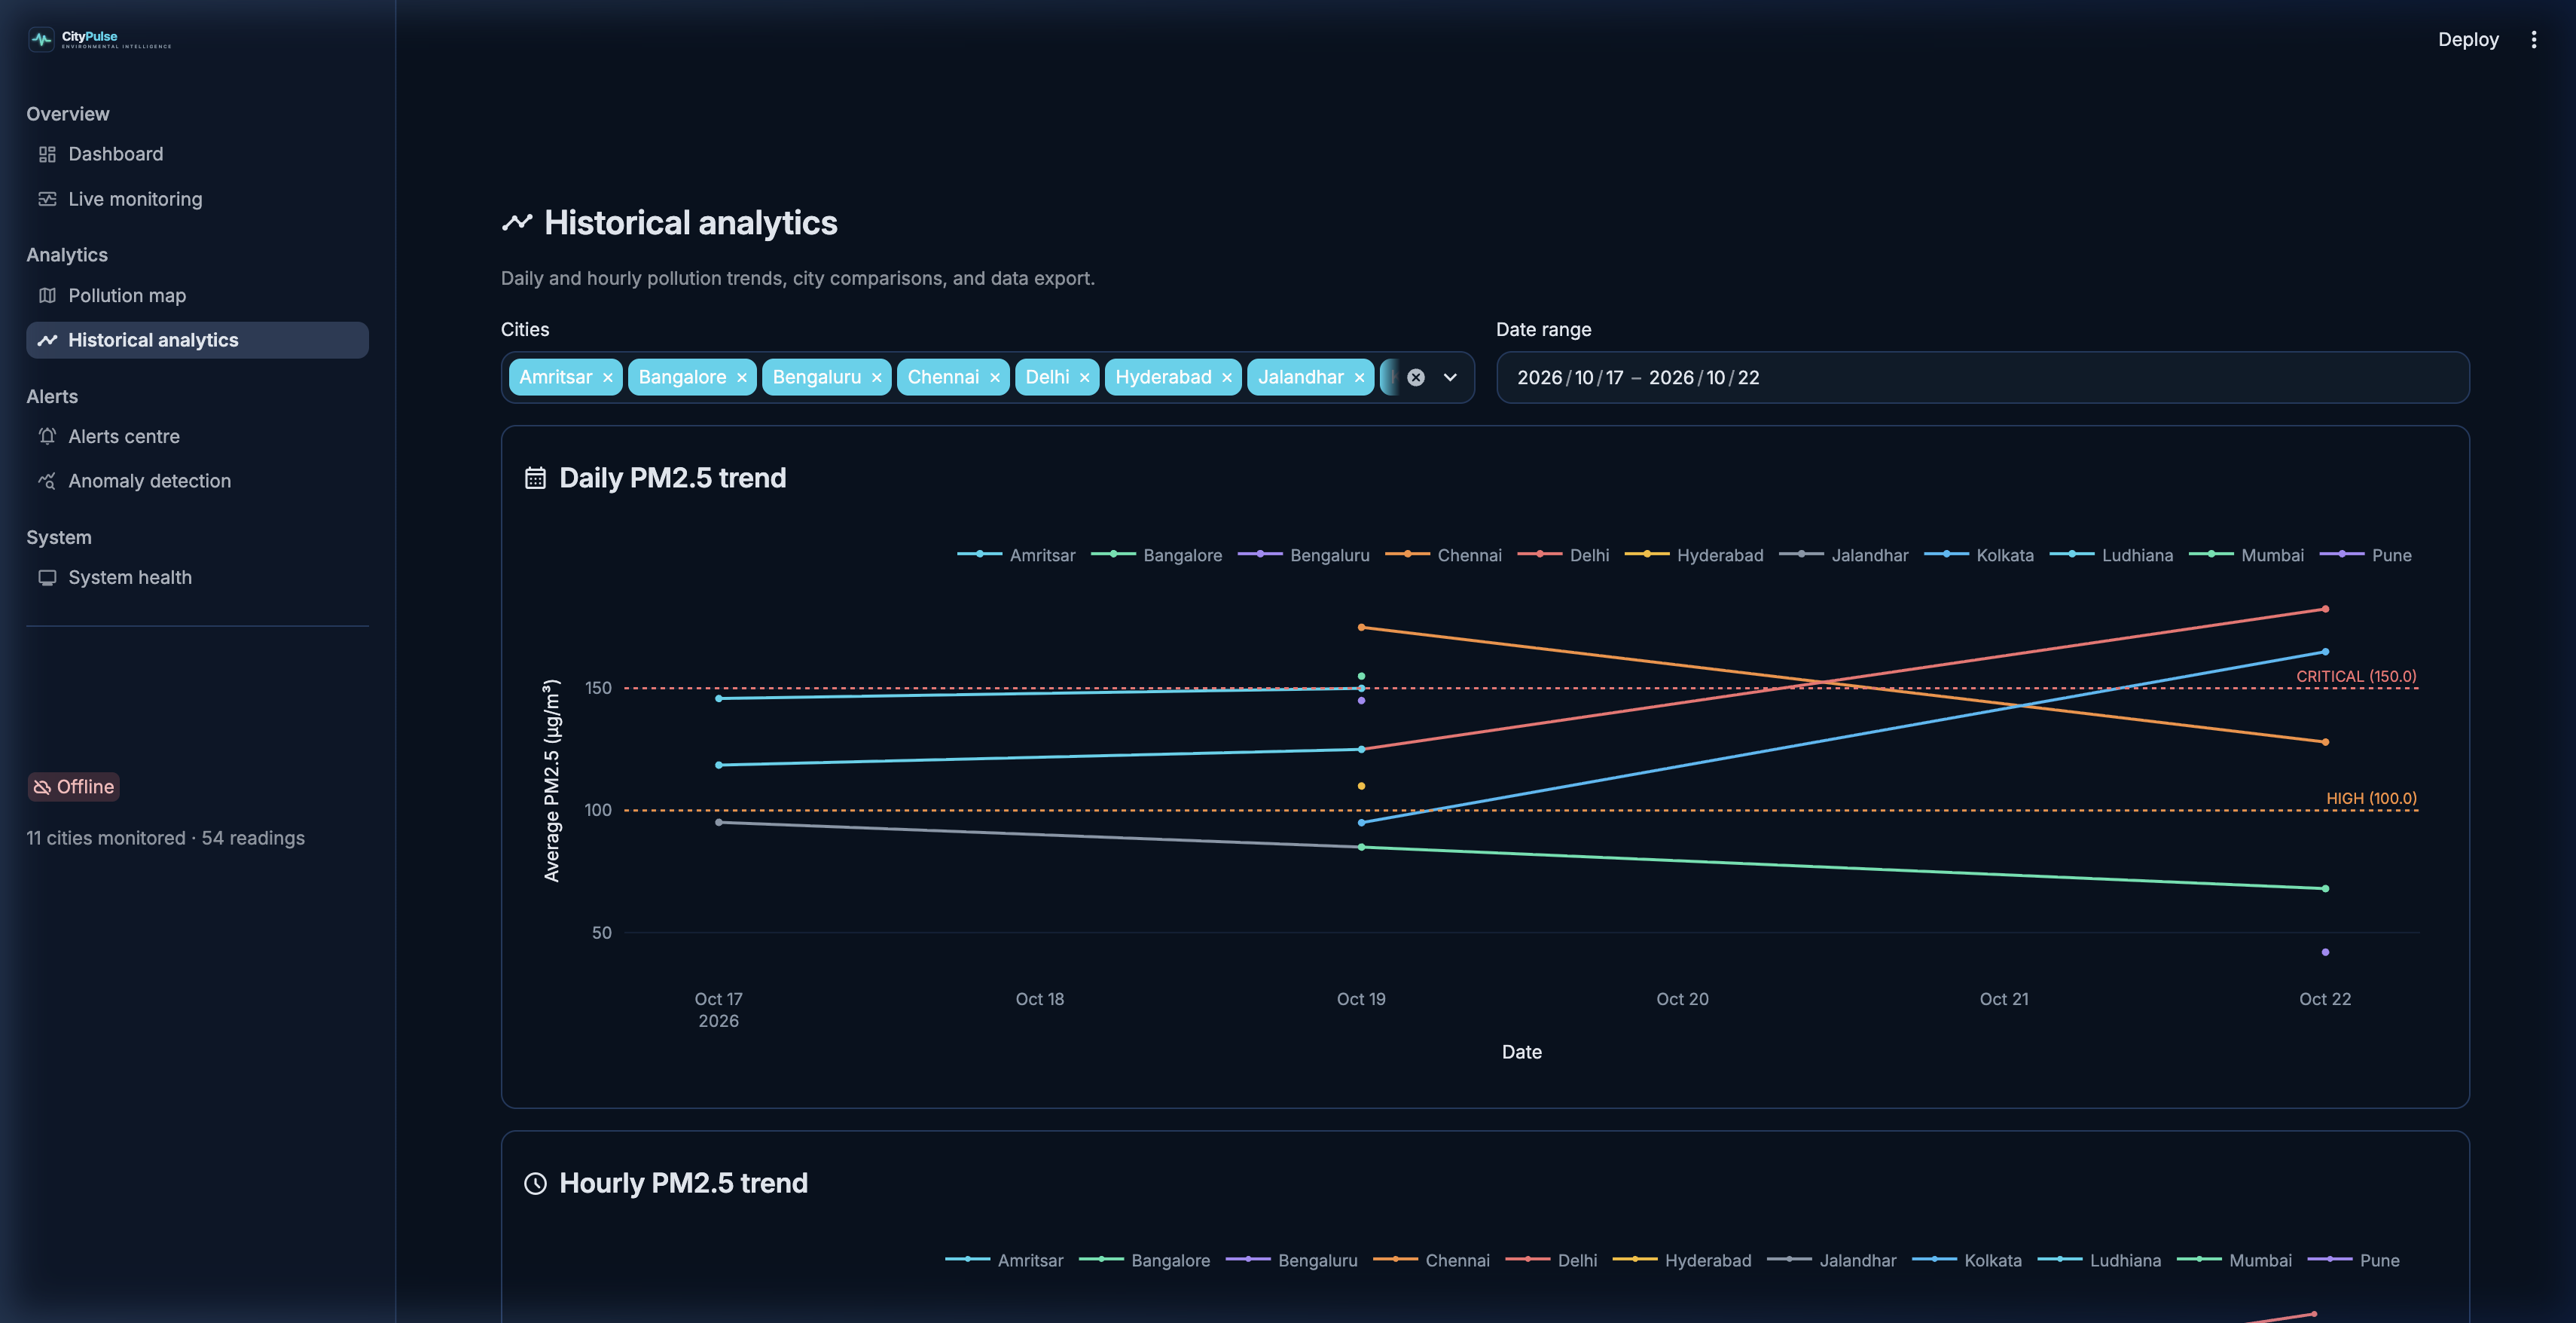 CityPulse
ENVIRONMENTAL INTELLIGENCE
Deploy
Overview
Dashboard
Live monitoring
Analytics
Pollution map
Historical analytics
Alerts
Alerts centre
Anomaly detection
System
System health
Offline
11 cities monitored · 54 readings
Historical analytics
Daily and hourly pollution trends, city comparisons, and data export.
Cities
Amritsar Bangalore Bengaluru Chennai Delhi Hyderabad Jalandhar
Date range
2026/10/17 – 2026/10/22
Daily PM2.5 trend
Amritsar Bangalore Bengaluru Chennai Delhi Hyderabad Jalandhar Kolkata Ludhiana Mumbai Pune
Average PM2.5 (µg/m³)
150
100
50
CRITICAL (150.0)
HIGH (100.0)
Oct 17 Oct 18 Oct 19 Oct 20 Oct 21 Oct 22
2026
Date
Hourly PM2.5 trend
Amritsar Bangalore Bengaluru Chennai Delhi Hyderabad Jalandhar Kolkata Ludhiana Mumbai Pune